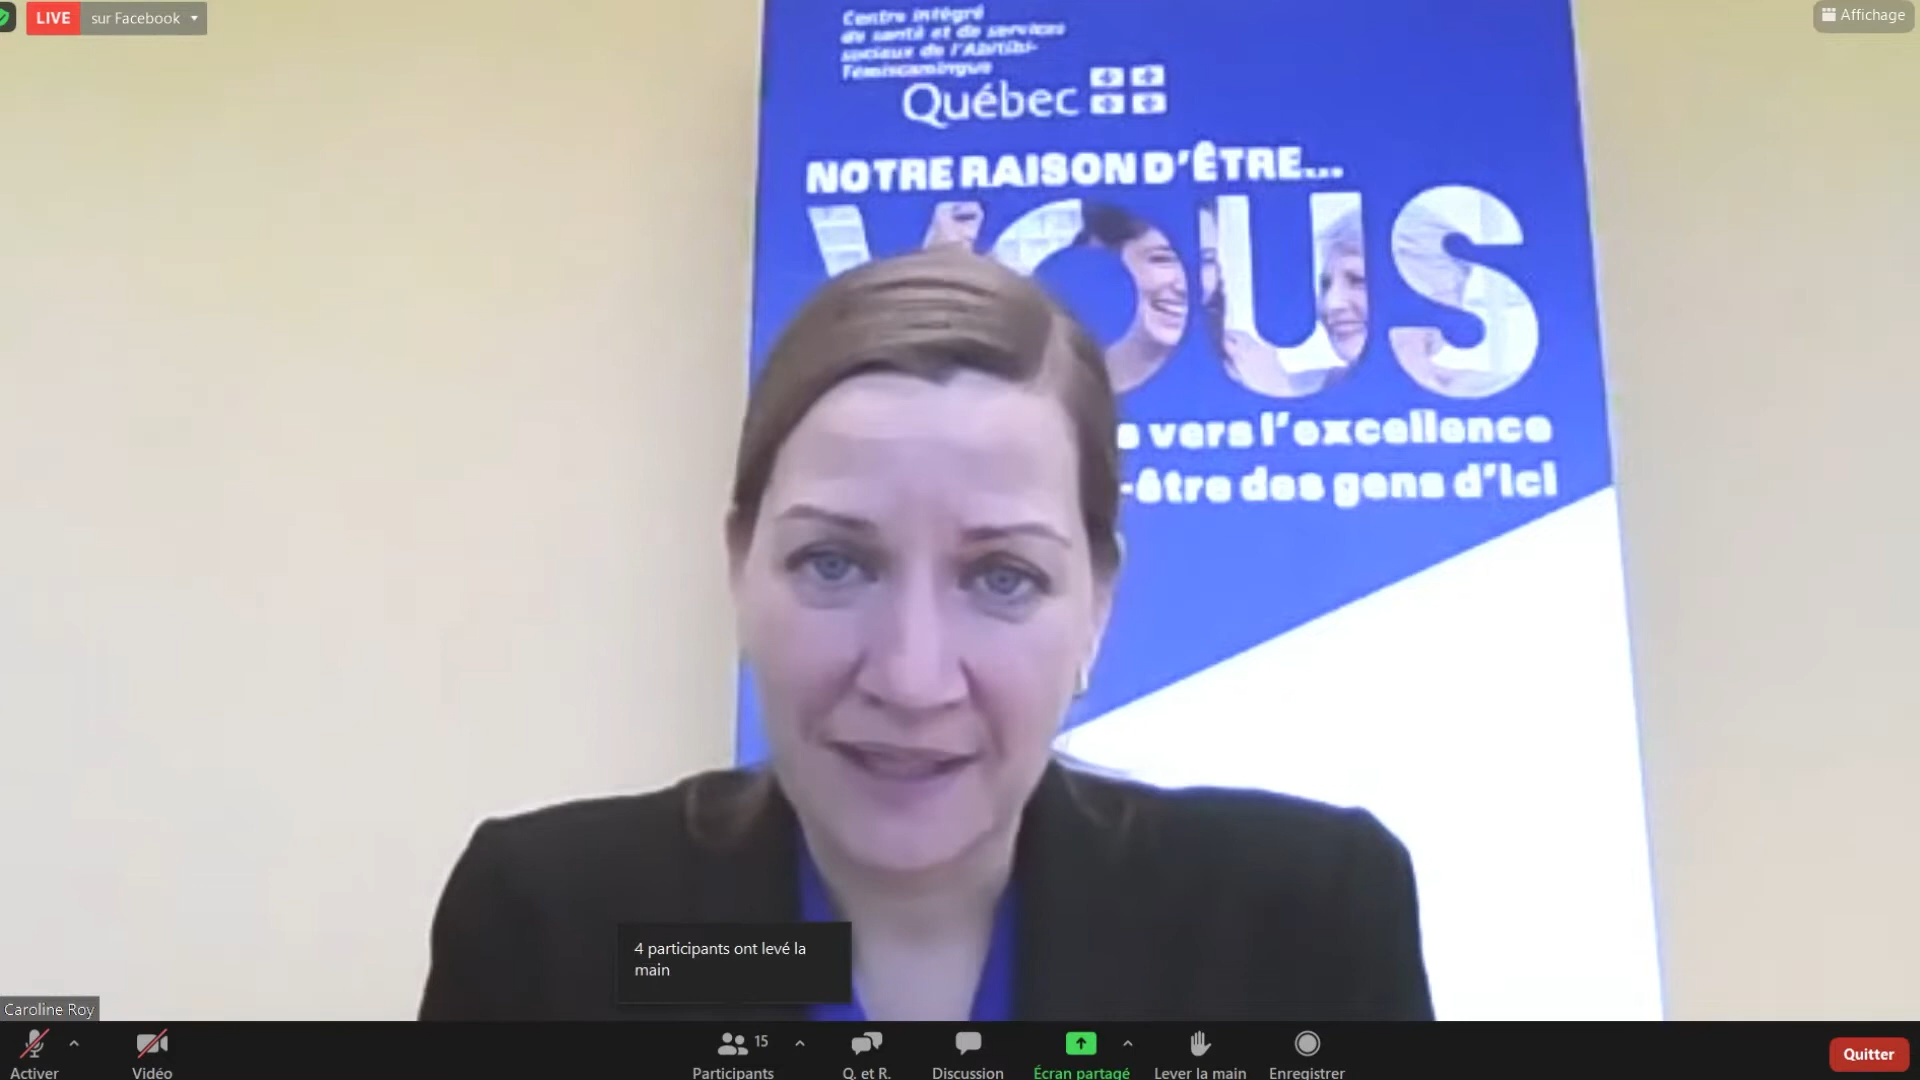 LIVE
sur Facebook
Affichage
Centre intégré
de santé et de services
sociaux de l'Abitibi-
Témiscamingue
Québec
NOTRE RAISON D'ÊTRE...
VOUS
vers l'excellence
-être des gens d'ici
4 participants ont levé la
main
Caroline Roy
Activer
Vidéo
15
Participants
Q. et R.
Discussion
Écran partagé
Lever la main
Enregistrer
Quitter